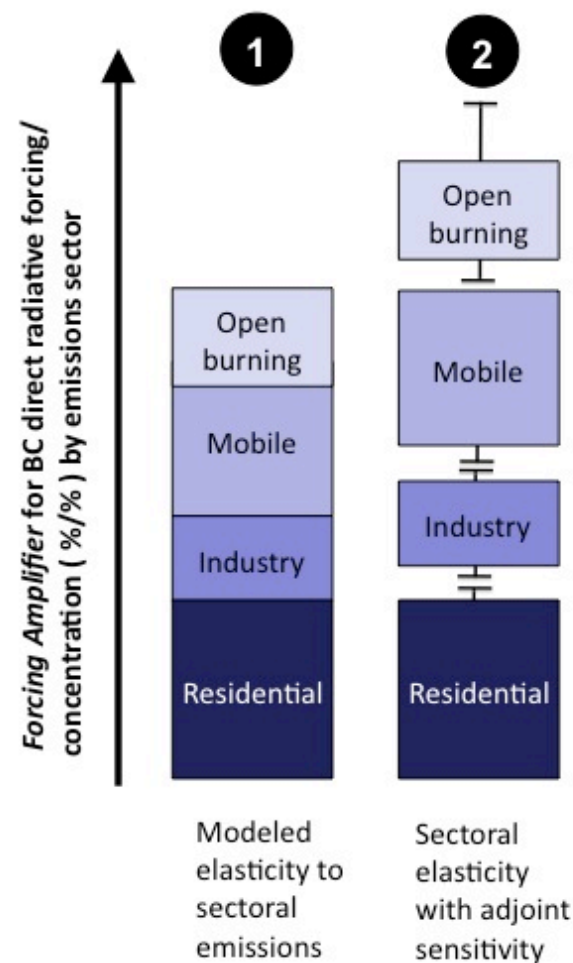 1
2
Forcing Amplifier for BC direct radiative forcing/
concentration ( %/% ) by emissions sector
Open
burning
Mobile
Industry
Residential
Open
burning
Mobile
Industry
Residential
Modeled
elasticity to
sectoral
emissions
Sectoral
elasticity
with adjoint
sensitivity